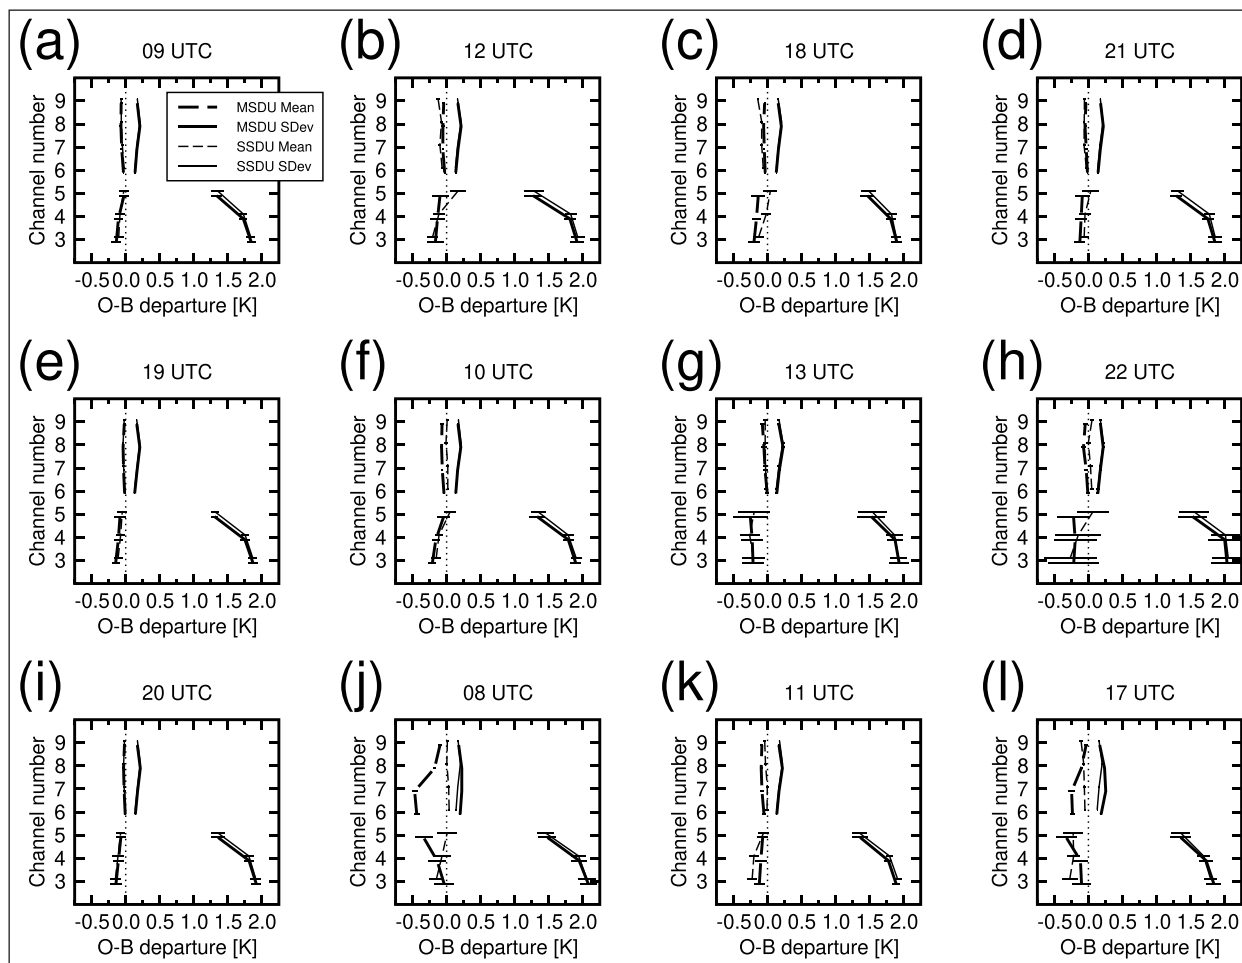 (a) 09 UTC
(b) 12 UTC
(c) 18 UTC
(d) 21 UTC
MSDU Mean
MSDU SDev
SSDU Mean
SSDU SDev
Channel number
9
8
7
6
5
4
3
-0.5 0.0 0.5 1.0 1.5 2.0
O-B departure [K]
Channel number
9
8
7
6
5
4
3
-0.5 0.0 0.5 1.0 1.5 2.0
O-B departure [K]
Channel number
9
8
7
6
5
4
3
-0.5 0.0 0.5 1.0 1.5 2.0
O-B departure [K]
Channel number
9
8
7
6
5
4
3
-0.5 0.0 0.5 1.0 1.5 2.0
O-B departure [K]
(e) 19 UTC
(f) 10 UTC
(g) 13 UTC
(h) 22 UTC
Channel number
9
8
7
6
5
4
3
-0.5 0.0 0.5 1.0 1.5 2.0
O-B departure [K]
Channel number
9
8
7
6
5
4
3
-0.5 0.0 0.5 1.0 1.5 2.0
O-B departure [K]
Channel number
9
8
7
6
5
4
3
-0.5 0.0 0.5 1.0 1.5 2.0
O-B departure [K]
Channel number
9
8
7
6
5
4
3
-0.5 0.0 0.5 1.0 1.5 2.0
O-B departure [K]
(i) 20 UTC
(j) 08 UTC
(k) 11 UTC
(l) 17 UTC
Channel number
9
8
7
6
5
4
3
-0.5 0.0 0.5 1.0 1.5 2.0
O-B departure [K]
Channel number
9
8
7
6
5
4
3
-0.5 0.0 0.5 1.0 1.5 2.0
O-B departure [K]
Channel number
9
8
7
6
5
4
3
-0.5 0.0 0.5 1.0 1.5 2.0
O-B departure [K]
Channel number
9
8
7
6
5
4
3
-0.5 0.0 0.5 1.0 1.5 2.0
O-B departure [K]